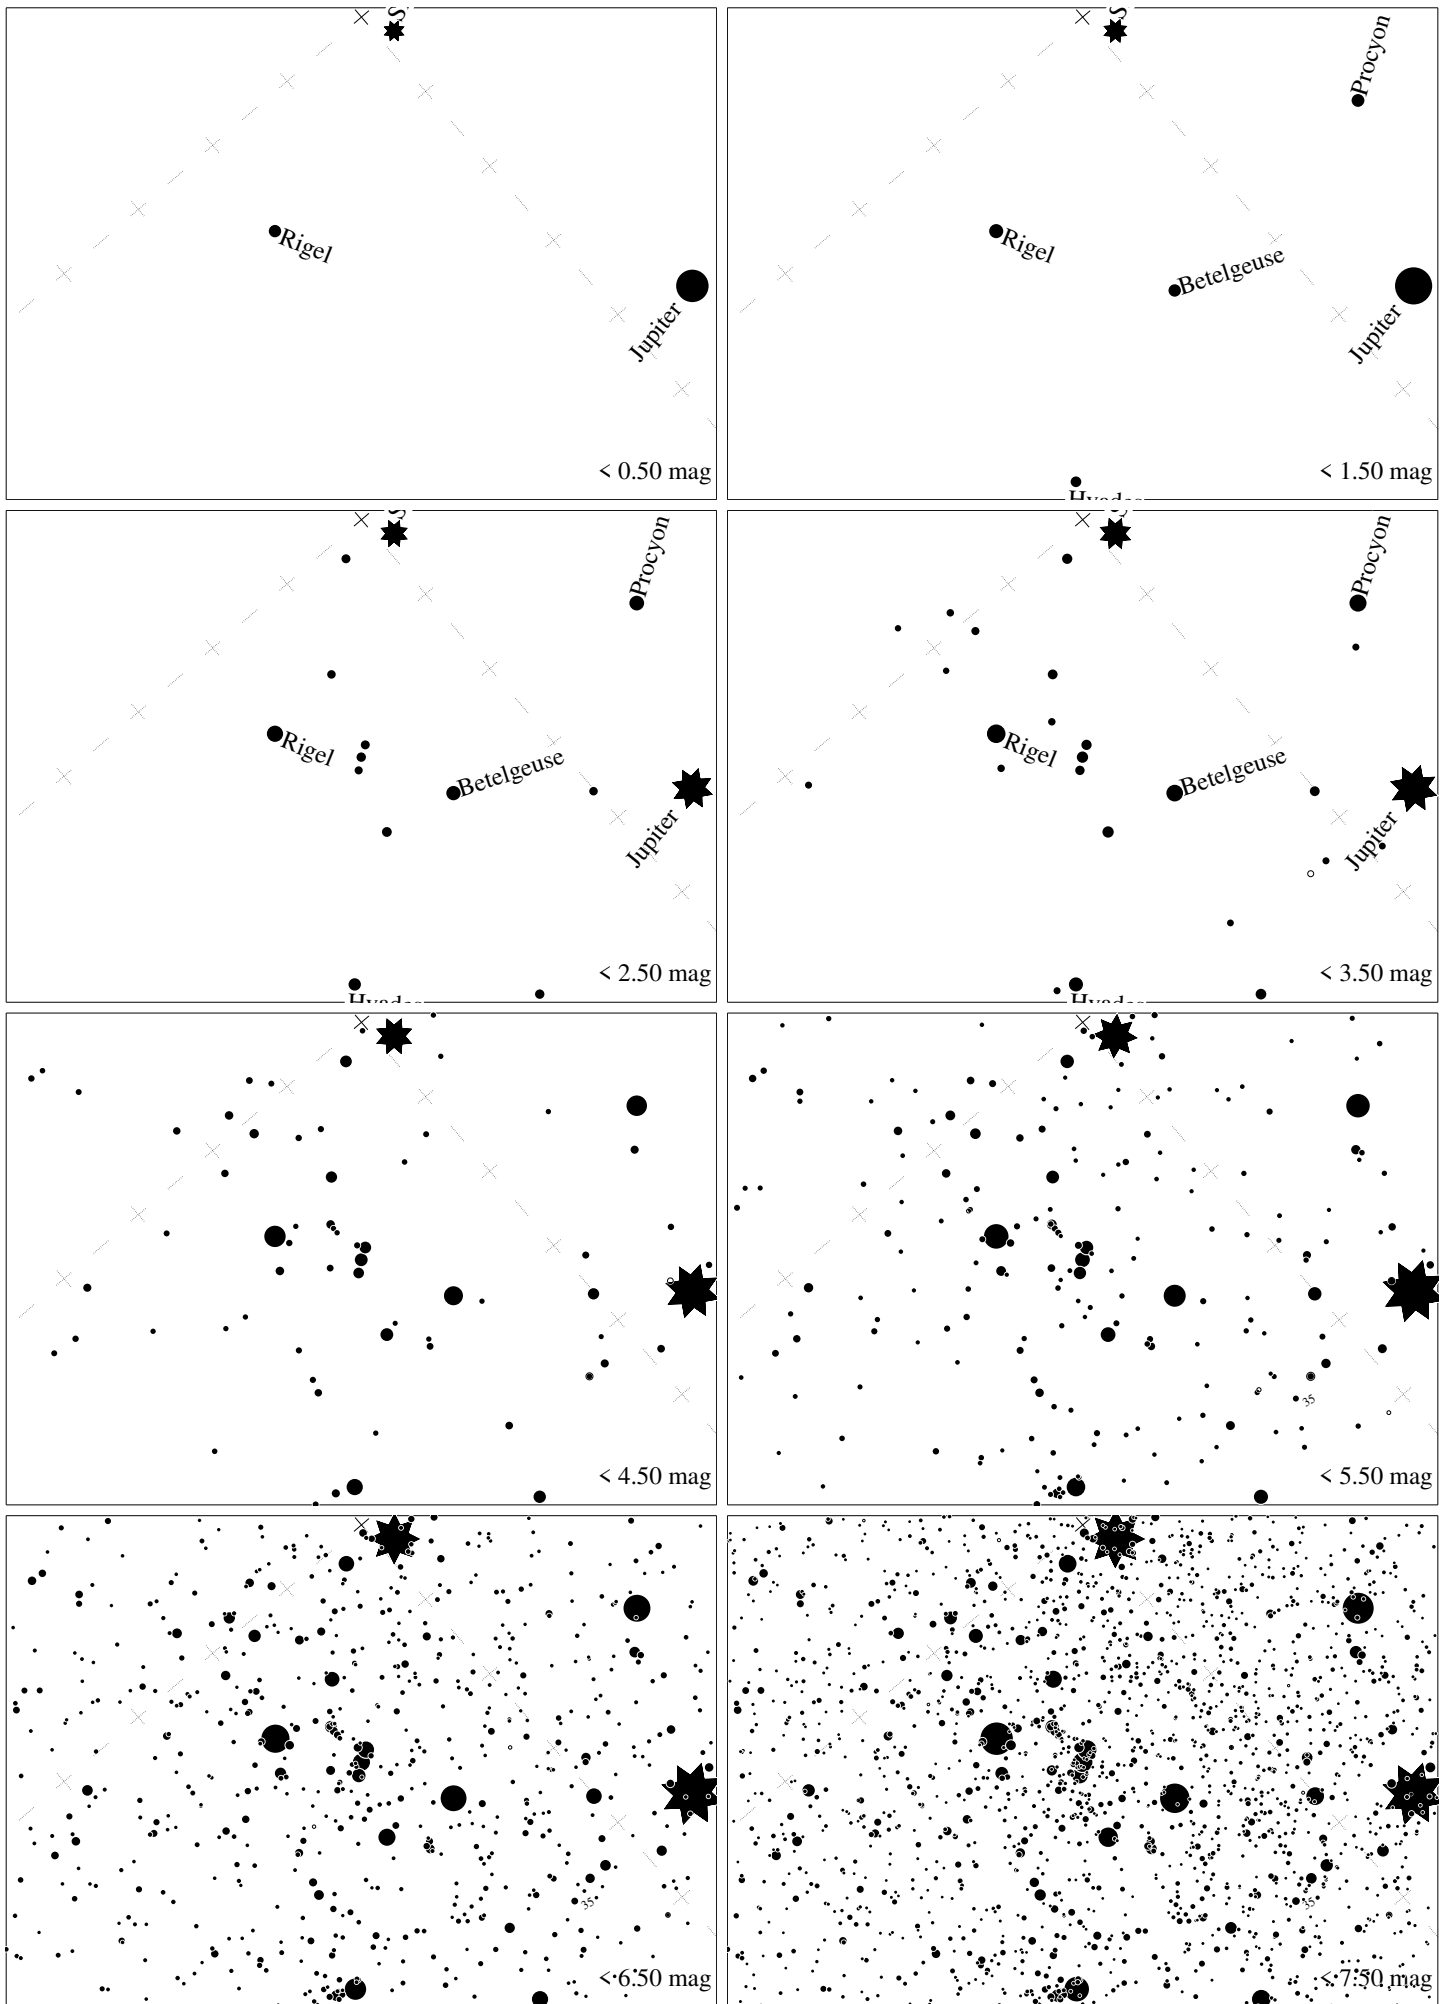 Rigel
Jupiter
< 0.50 mag
Procyon
Rigel
Betelgeuse
Jupiter
< 1.50 mag
Procyon
Rigel
Betelgeuse
Jupiter
< 2.50 mag
Procyon
Rigel
Betelgeuse
Jupiter
< 3.50 mag
< 4.50 mag
35
< 5.50 mag
35
< 6.50 mag
35
< 7.50 mag